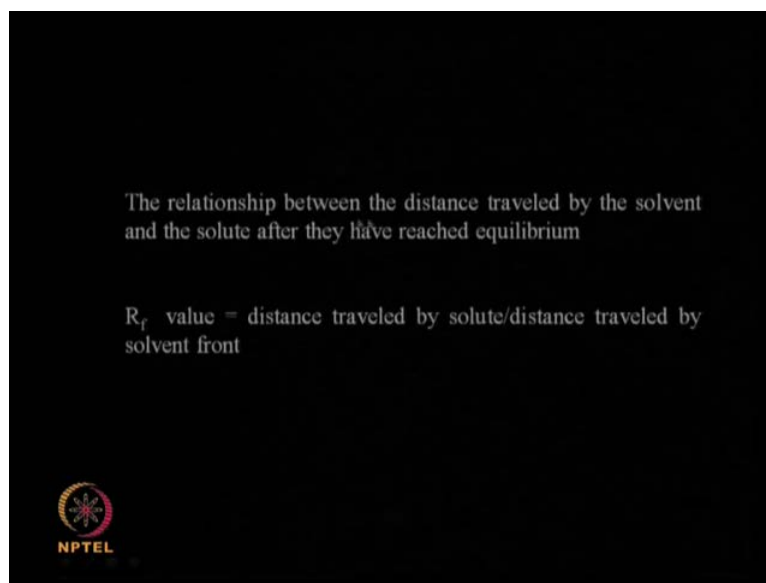 The relationship between the distance traveled by the solvent
and the solute after they have reached equilibrium
Rf value = distance traveled by solute/distance traveled by
solvent front
NPTEL